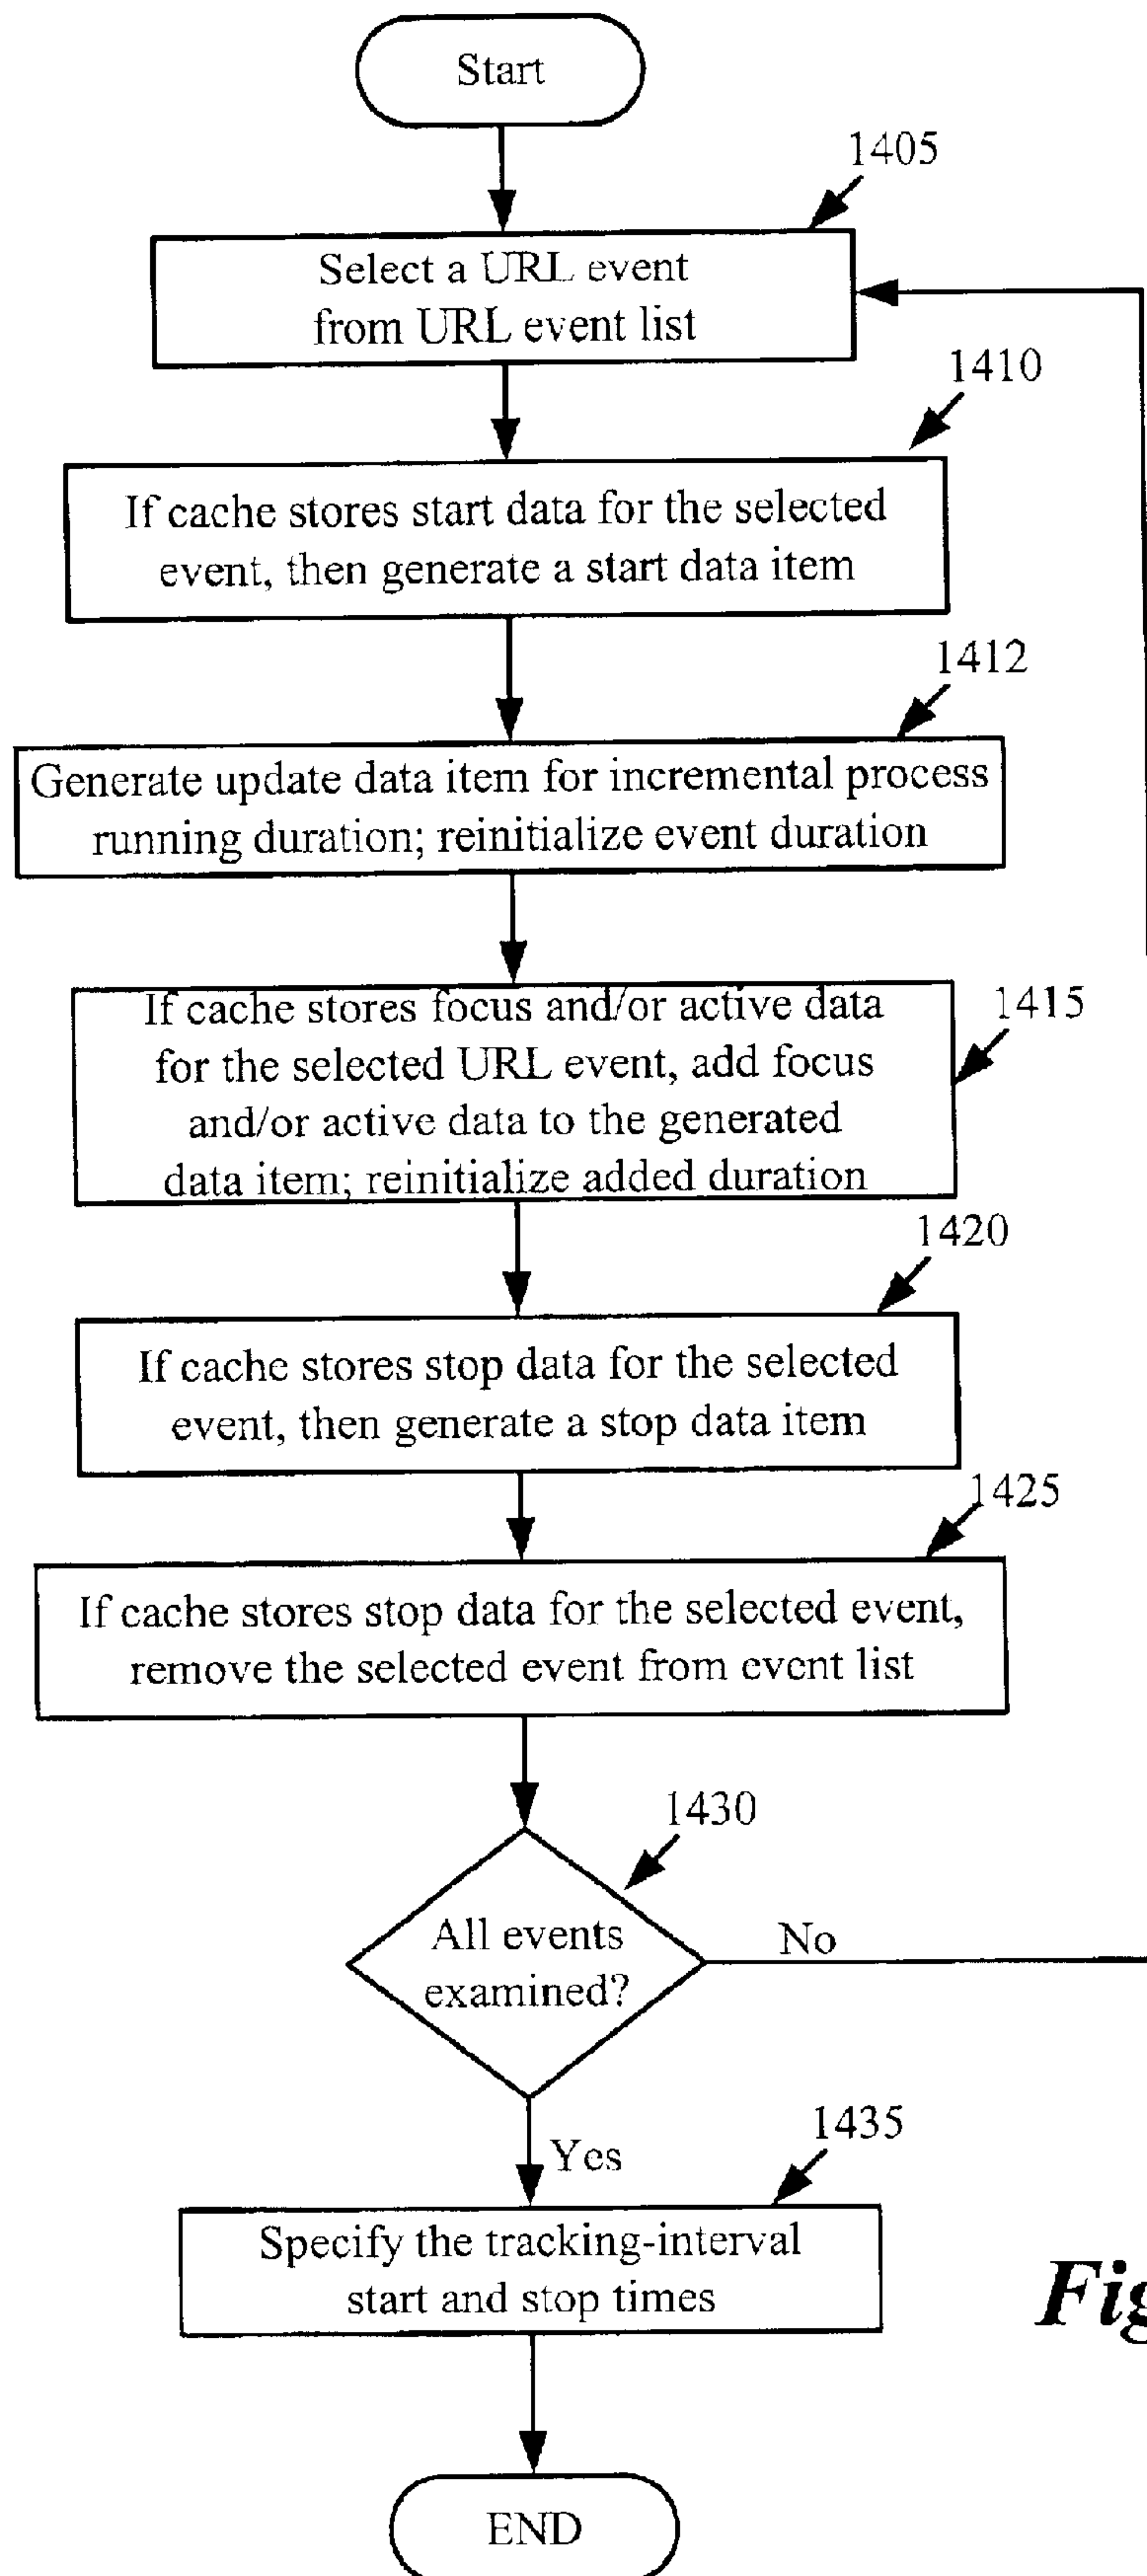 Start
1405
Select a URL event
from URL event list
1410
If cache stores start data for the selected
event, then generate a start data item
1412
Generate update data item for incremental process
running duration; reinitialize event duration
If cache stores focus and/or active data
for the selected URL event, add focus
and/or active data to the generated
data item; reinitialize added duration
1415
1420
If cache stores stop data for the selected
event, then generate a stop data item
1425
If cache stores stop data for the selected event,
remove the selected event from event list
1430
All events
examined?
No
Yes
1435
Specify the tracking-interval
start and stop times
Fig
END